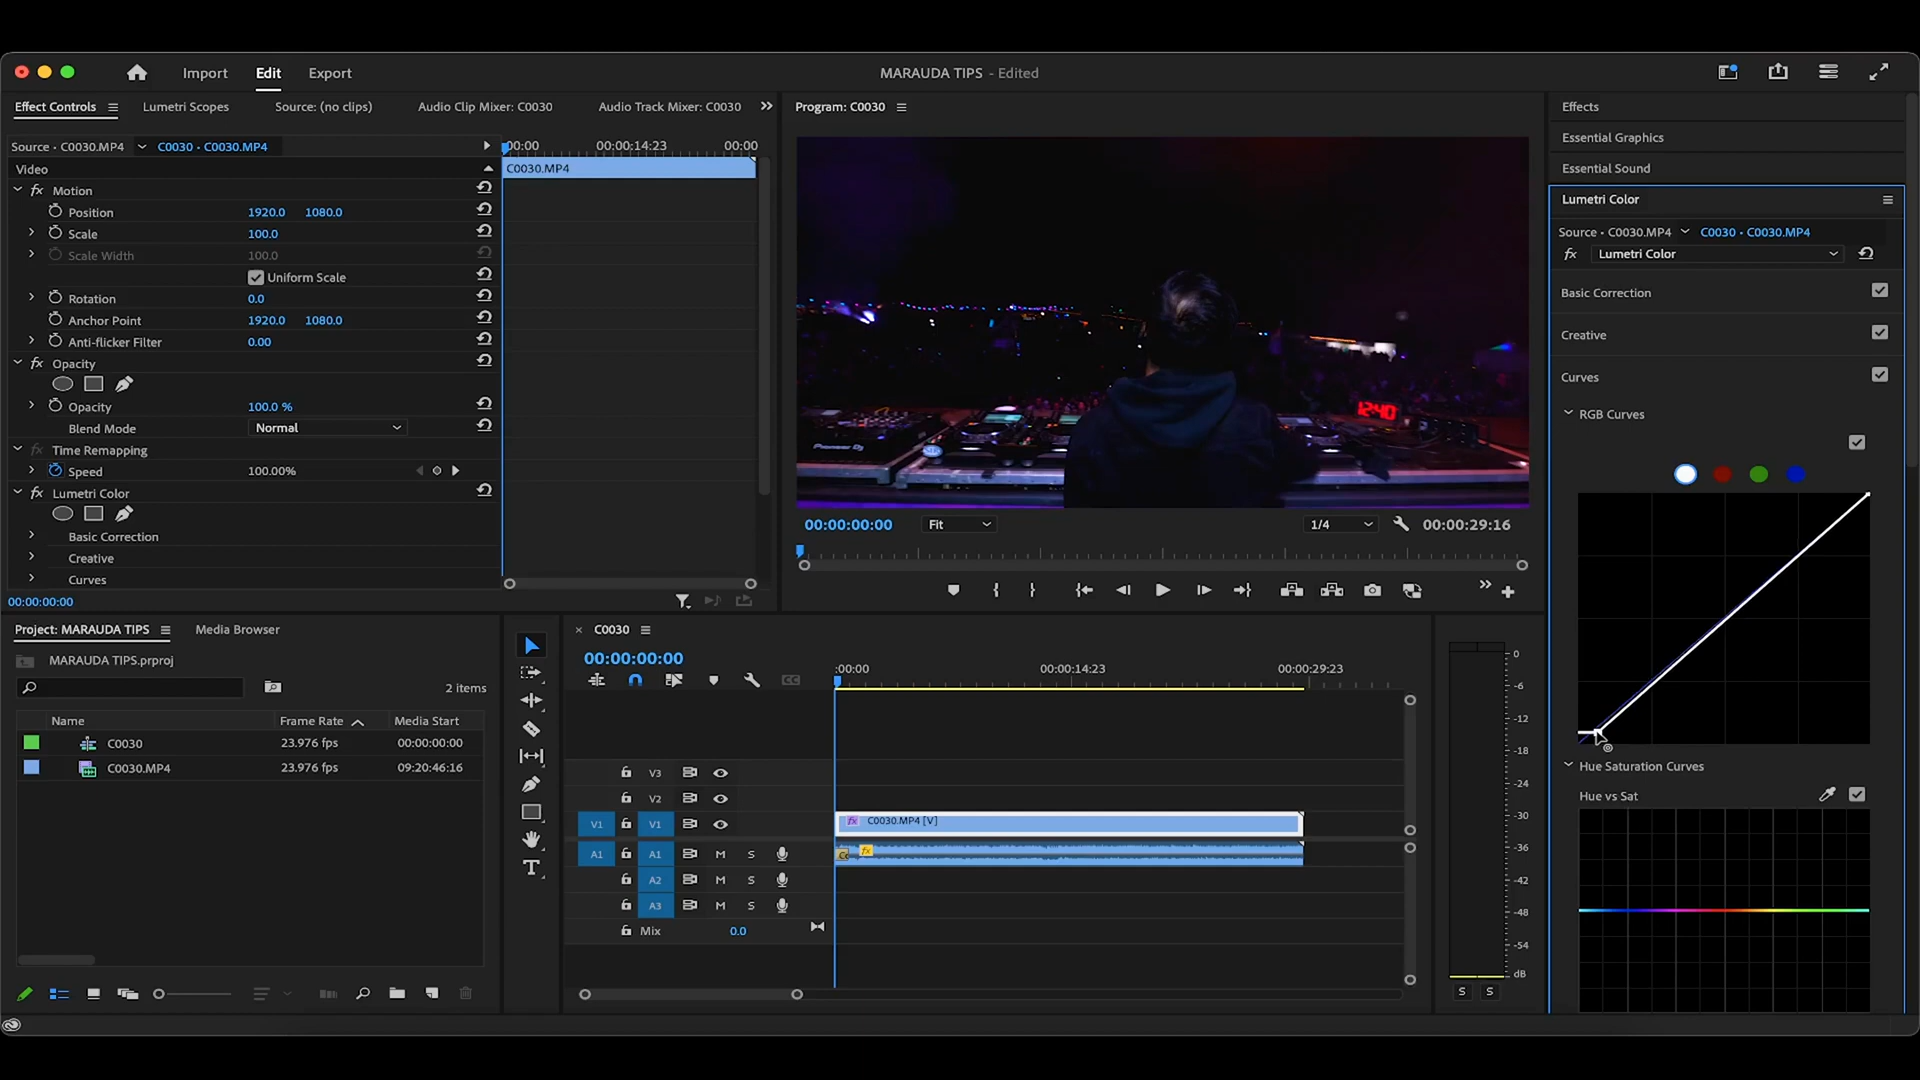 Import Edit Export MARAUDA TIPS - Edited
Effect Controls Lumetri Scopes Source: (no clips) Audio Clip Mixer: C0030 Audio Track Mixer: C0030 Program: C0030
Source • C0030.MP4 C0030 • C0030.MP4
:00:00 00:00:14:23 00:00
Video
C0030.MP4
Motion
Position 1920.0 1080.0
Scale 100.0
Scale Width 100.0
Uniform Scale
Rotation 0.0
Anchor Point 1920.0 1080.0
Anti-flicker Filter 0.00
Opacity
Opacity 100.0 %
Blend Mode Normal
Time Remapping
Speed 100.00%
Lumetri Color
Basic Correction
Creative
Curves
00:00:00:00
Pioneer DJ
12:40
00:00:00:00 Fit 1/4 00:00:29:16
Effects
Essential Graphics
Essential Sound
Lumetri Color
Source • C0030.MP4 C0030 • C0030.MP4
fx Lumetri Color
Basic Correction
Creative
Curves
RGB Curves
Hue Saturation Curves
Hue vs Sat
Project: MARAUDA TIPS Media Browser
MARAUDA TIPS.prproj
2 items
Name Frame Rate Media Start
C0030 23.976 fps 00:00:00:00
C0030.MP4 23.976 fps 09:20:46:16
C0030
00:00:00:00
:00:00 00:00:14:23 00:00:29:23
V3
V2
V1 V1 fx C0030.MP4 [V]
A1 A1 M S fx
A2 M S
A3 M S
Mix 0.0
0
-6
-12
-18
-24
-30
-36
-42
-48
-54
dB
S S